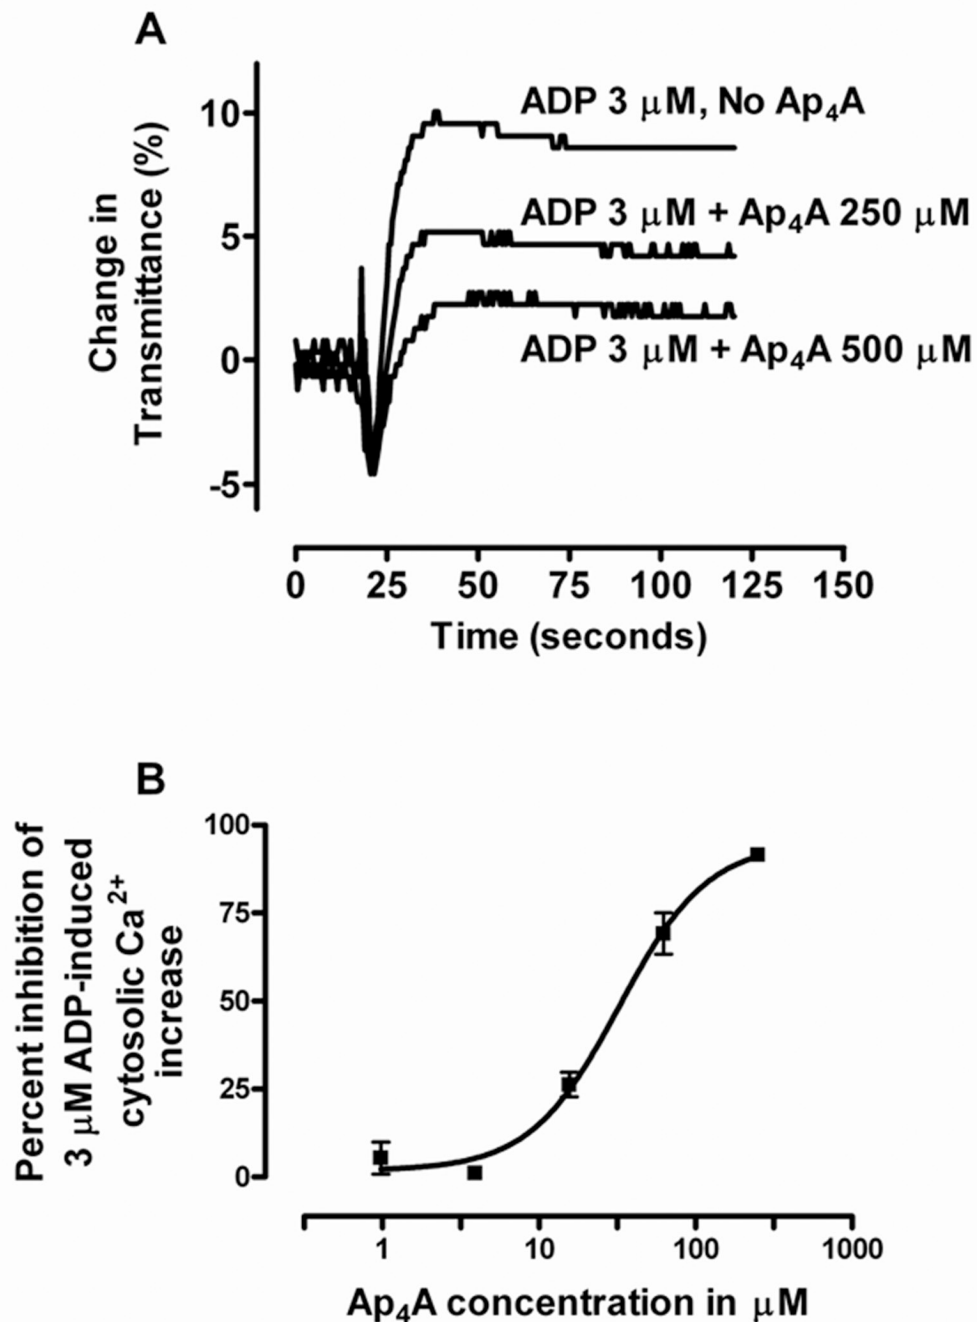 A
ADP 3 μM, No Ap₄A
ADP 3 μM + Ap₄A 250 μM
ADP 3 μM + Ap₄A 500 μM
Change in
Transmittance (%)
10
5
0
-5
0 25 50 75 100 125 150
Time (seconds)
B
Percent inhibition of
3 μM ADP-induced
cytosolic Ca²⁺
increase
100
75
50
25
0
1 10 100 1000
Ap₄A concentration in μM